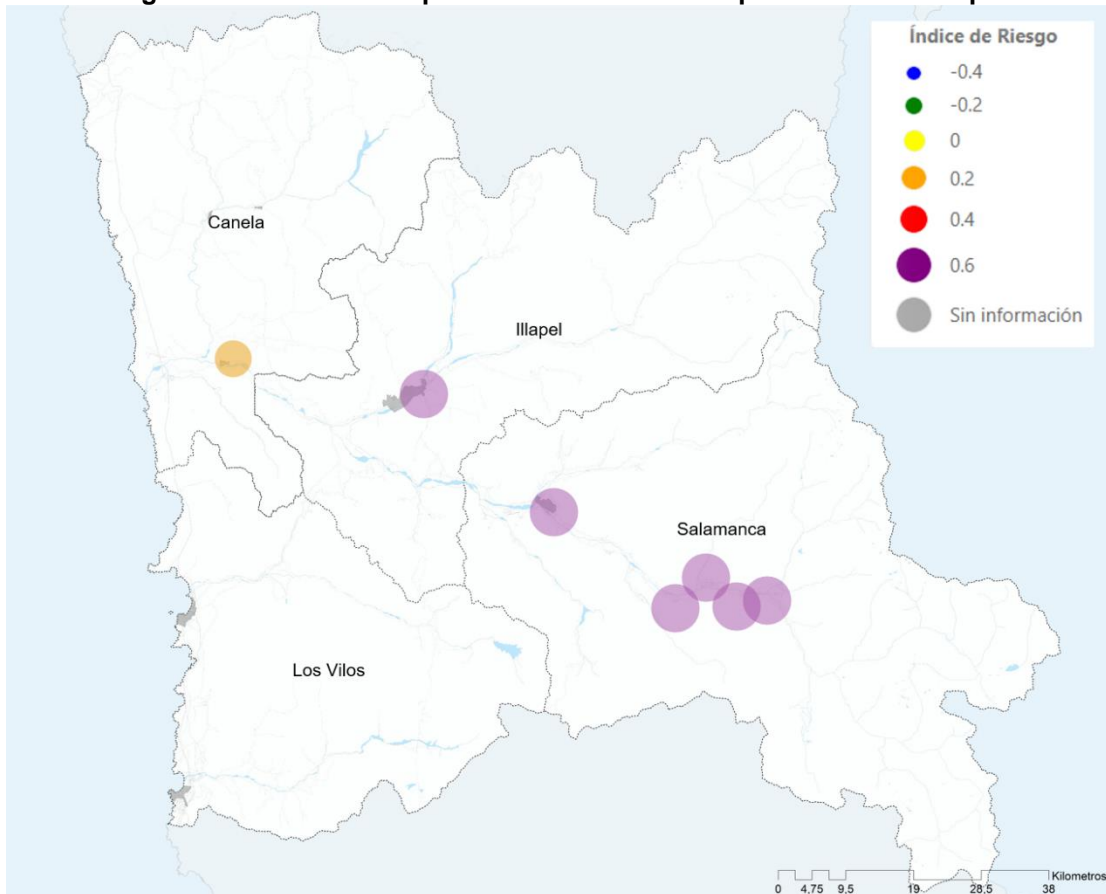 Índice de Riesgo
-0.4
-0.2
0
0.2
0.4
0.6
Sin información
Canela
Illapel
Salamanca
Los Vilos
Kilometros
0 4,75 9,5 19 28,5 38